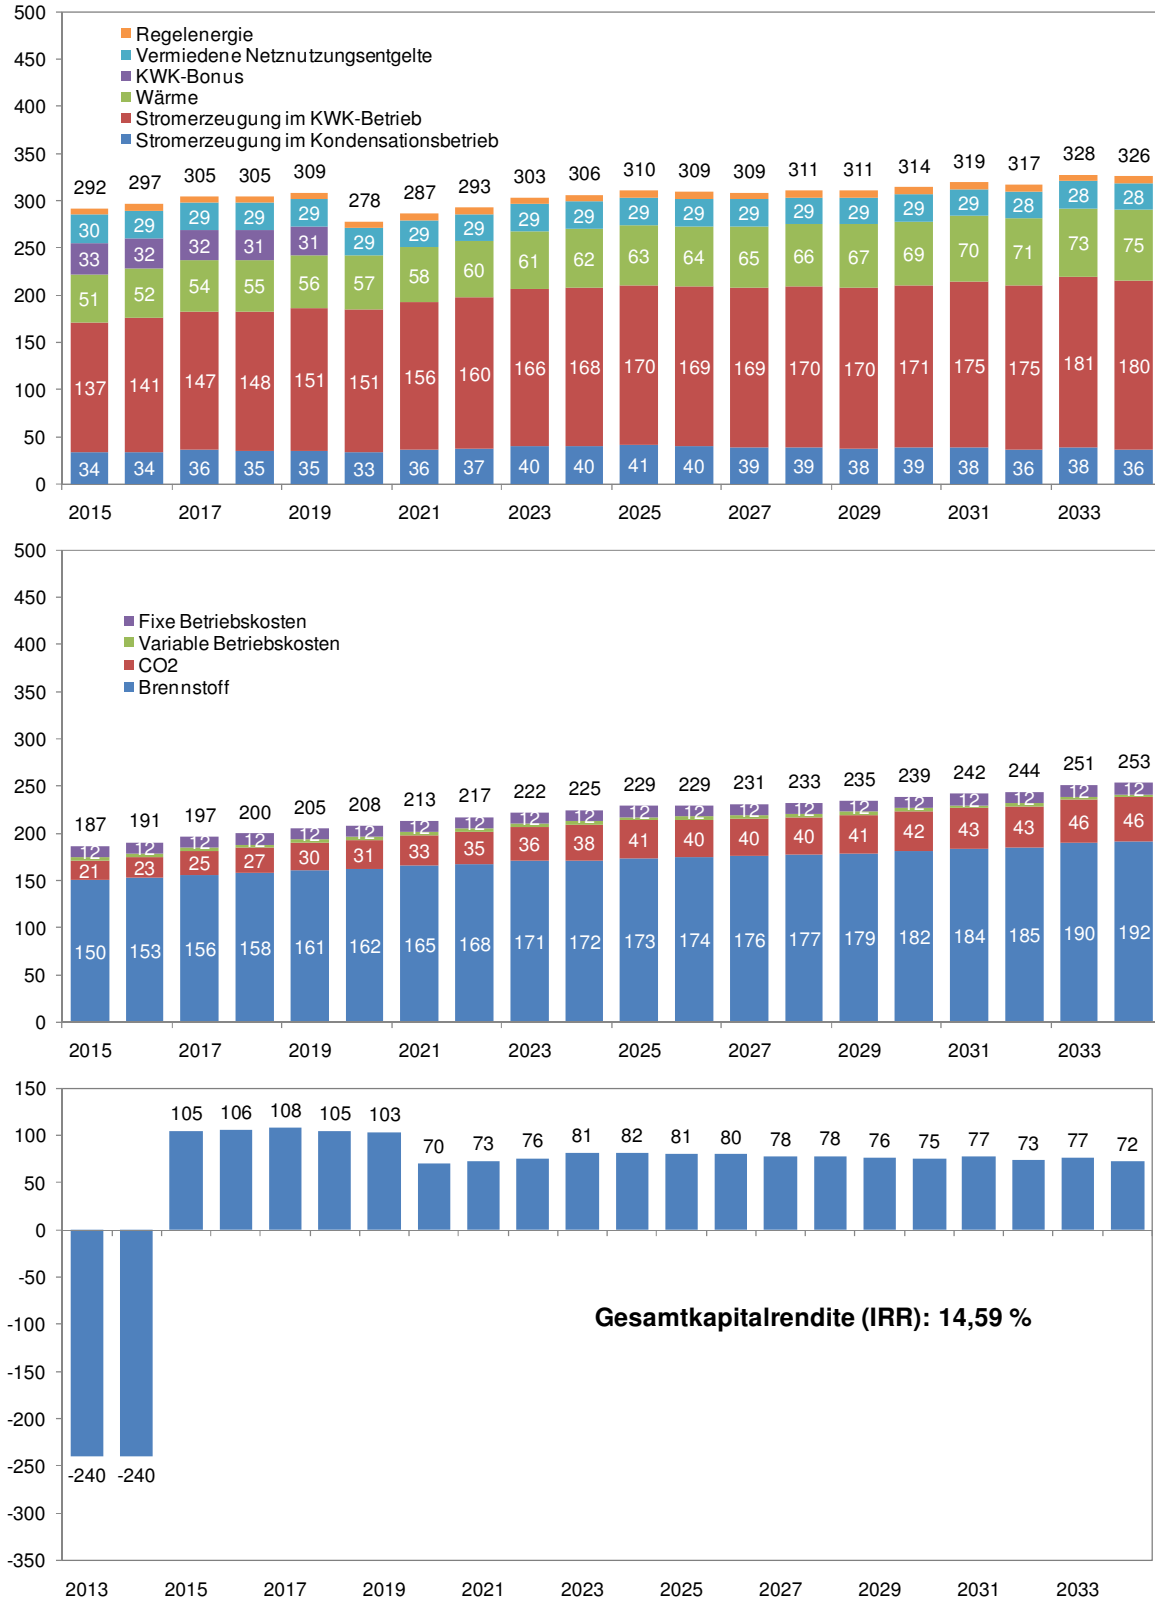 500
450
400
350
300
250
200
150
100
50
0
Regelenergie
Vermiedene Netznutzungsentgelte
KWK-Bonus
Wärme
Stromerzeugung im KWK-Betrieb
Stromerzeugung im Kondensationsbetrieb
292 297 305 305 309 278 287 293 303 306 310 309 309 311 311 314 319 317 328 326
30 29 29 29 29 29 29 29 29 29 29 29 29 29 29 29 29 28 28 28
33 32 32 31 31
51 52 54 55 56 57 58 60 61 62 63 64 65 66 67 69 70 71 73 75
137 141 147 148 151 151 156 160 166 168 170 169 169 170 170 171 175 175 181 180
34 34 36 35 35 33 36 37 40 40 41 40 39 39 38 39 38 36 38 36
2015 2017 2019 2021 2023 2025 2027 2029 2031 2033
500
450
400
350
300
250
200
150
100
50
0
Fixe Betriebskosten
Variable Betriebskosten
CO2
Brennstoff
187 191 197 200 205 208 213 217 222 225 229 229 231 233 235 239 242 244 251 253
12 12 12 12 12 12 12 12 12 12 12 12 12 12 12 12 12 12 12 12
21 23 25 27 30 31 33 35 36 38 41 40 40 40 41 42 43 43 46 46
150 153 156 158 161 162 165 168 171 172 173 174 176 177 179 182 184 185 190 192
2015 2017 2019 2021 2023 2025 2027 2029 2031 2033
150
100
50
0
-50
-100
-150
-200
-250
-300
-350
105 106 108 105 103 70 73 76 81 82 81 80 78 78 76 75 77 73 77 72
Gesamtkapitalrendite (IRR): 14,59 %
-240 -240
2013 2015 2017 2019 2021 2023 2025 2027 2029 2031 2033